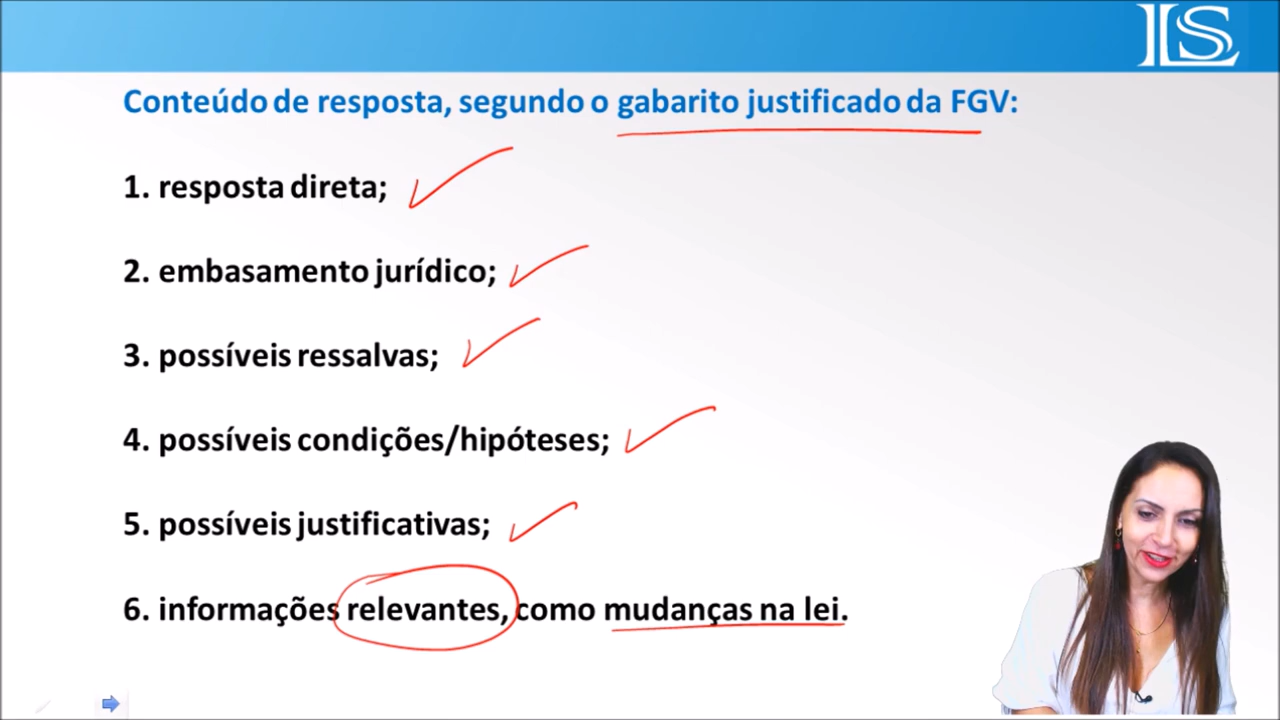 LS
Conteúdo de resposta, segundo o gabarito justificado da FGV:
1. resposta direta;
2. embasamento jurídico;
3. possíveis ressalvas;
4. possíveis condições/hipóteses;
5. possíveis justificativas;
6. informações relevantes, como mudanças na lei.